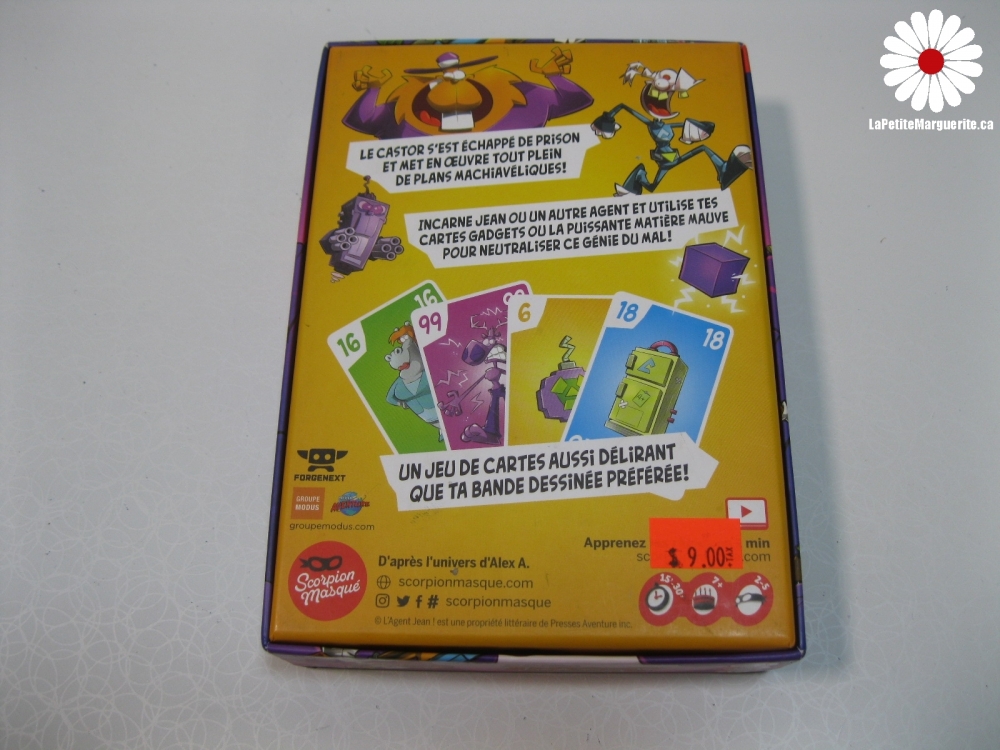 LaPetiteMarguerite.ca
LE CASTOR S'EST ÉCHAPPÉ DE PRISON
ET MET EN ŒUVRE TOUT PLEIN
DE PLANS MACHIAVÉLIQUES!
INCARNE JEAN OU UN AUTRE AGENT ET UTILISE TES
CARTES GADGETS OU LA PUISSANTE MATIÈRE MAUVE
POUR NEUTRALISER CE GÉNIE DU MAL!
16
16
99
6
18
18
UN JEU DE CARTES AUSSI DÉLIRANT
QUE TA BANDE DESSINÉE PRÉFÉRÉE!
FORGENEXT
GROUPE
MODUS
groupemodus.com
Apprenez min
sc .com
$ 9.00
Scorpion
Masqué
D'après l'univers d'Alex A.
scorpionmasque.com
# scorpionmasque
15'-30'
7+
2-5
© L'Agent Jean ! est une propriété littéraire de Presses Aventure inc.